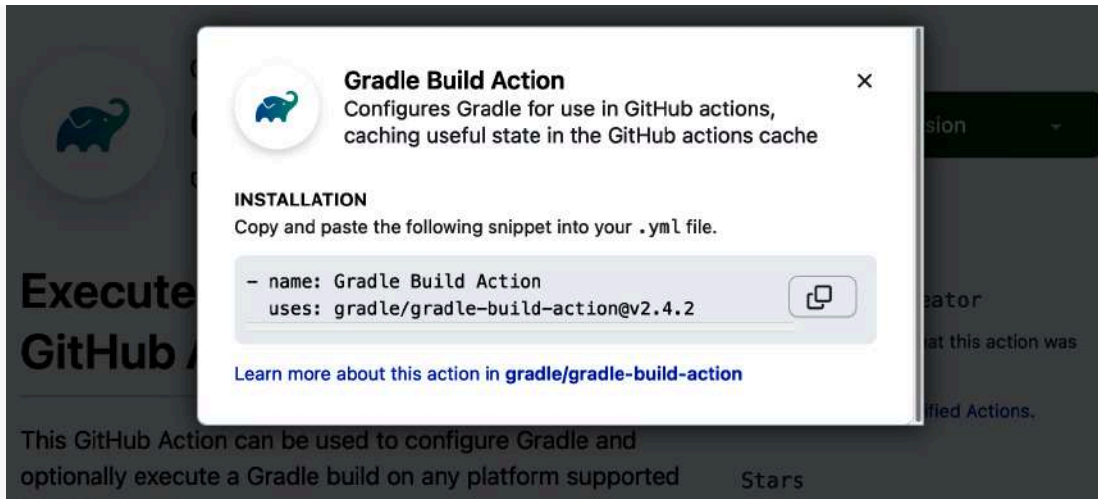 Gradle Build Action
Configures Gradle for use in GitHub actions,
caching useful state in the GitHub actions cache
INSTALLATION
Copy and paste the following snippet into your .yml file.
- name: Gradle Build Action
uses: gradle/gradle-build-action@v2.4.2
Learn more about this action in gradle/gradle-build-action
sion
Execute
GitHub A
eator
at this action was
ified Actions.
This GitHub Action can be used to configure Gradle and
optionally execute a Gradle build on any platform supported
Stars